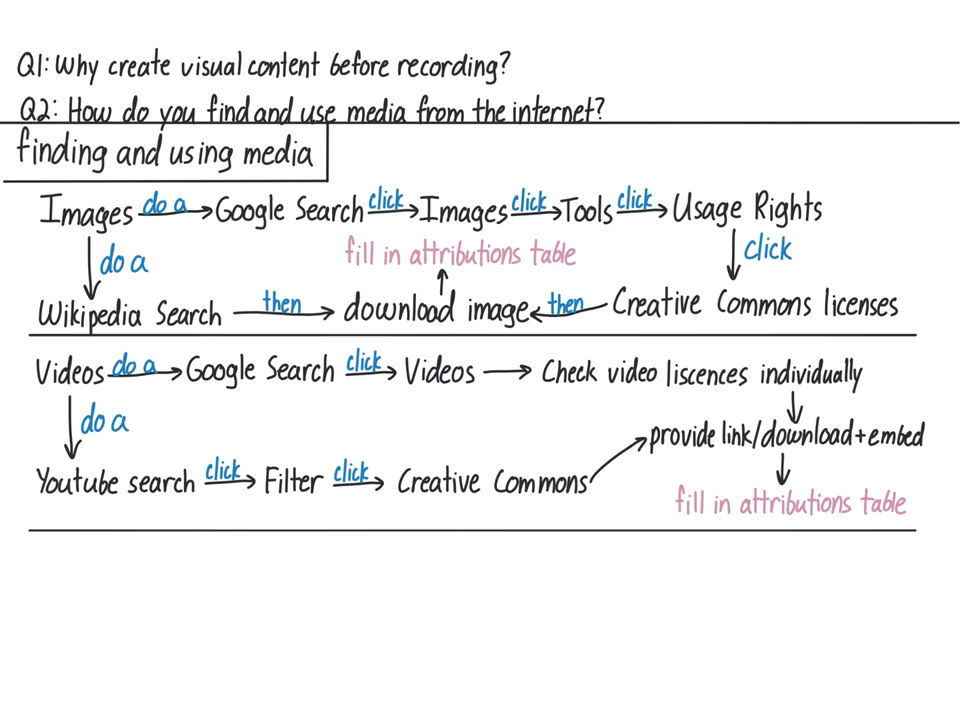 Q1: Why create visual content before recording?
Q2: How do you find and use media from the internet?
finding and using media
Images do a Google Search click Images click Tools click Usage Rights
do a fill in attributions table click
Wikipedia Search then download image then Creative Commons licenses
Videos do a Google Search click Videos Check video liscences individually
do a provide link/download+embed
Youtube search click Filter click Creative Commons
fill in attributions table